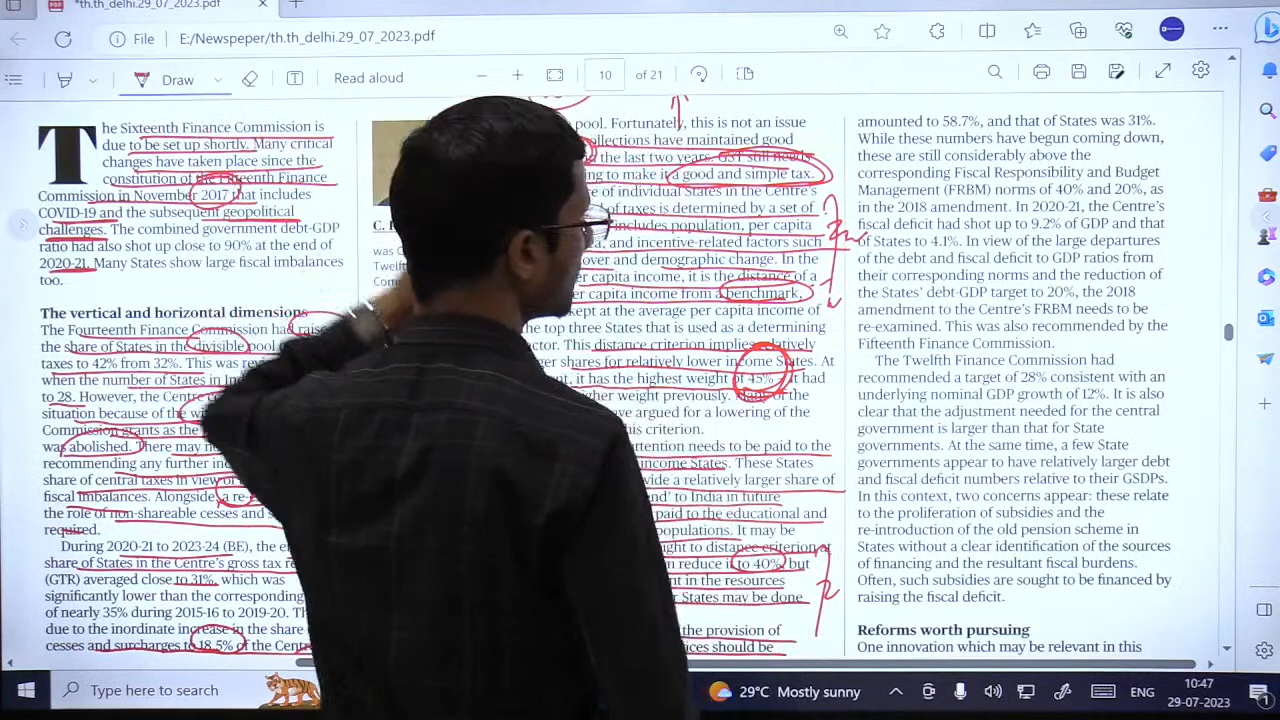 *th.th_delhi.29_07_2023.pdf
File E:/Newspeper/th.th_delhi.29_07_2023.pdf
Draw Read aloud 10 of 21
The Sixteenth Finance Commission is
due to be set up shortly. Many critical
changes have taken place since the
constitution of the Fifteenth Finance
Commission in November 2017 that includes
COVID-19 and the subsequent geopolitical
challenges. The combined government debt-GDP
ratio had also shot up close to 90% at the end of
2020-21. Many States show large fiscal imbalances
too.
The vertical and horizontal dimensions
The Fourteenth Finance Commission had
the share of States in the divisible pool
taxes to 42% from 32%. This was
when the number of States in
to 28. However, the Centre
situation because of the
Commission grants as the
was abolished. There may
recommending any further
share of central taxes in view of
fiscal imbalances. Alongside, a
the role of non-shareable cesses and
required.
During 2020-21 to 2023-24 (BE), the
share of States in the Centre's gross tax
(GTR) averaged close to 31%, which was
significantly lower than the corresponding
of nearly 35% during 2015-16 to 2019-20.
due to the inordinate increase in the share
cesses and surcharges to 18.5% of the
C.
was
pool. Fortunately, this is not an issue
collections have maintained good
the last two years. GST still needs
to make it a good and simple tax.
of individual States in the Centre's
of taxes is determined by a set of
includes population, per capita
and incentive-related factors such
and demographic change. In the
per capita income, it is the distance of a
per capita income from a benchmark,
kept at the average per capita income of
the top three States that is used as a determining
factor. This distance criterion implies relatively
larger shares for relatively lower income States. At
it has the highest weight of 45%. It had
higher weight previously. Many of the
have argued for a lowering of the
this criterion.
attention needs to be paid to the
income States. These States
provide a relatively larger share of
to India in future
paid to the educational and
populations. It may be
to distance criterion at
reduce it to 40% but
in the resources
States may be done
the provision of
should be
amounted to 58.7%, and that of States was 31%.
While these numbers have begun coming down,
these are still considerably above the
corresponding Fiscal Responsibility and Budget
Management (FRBM) norms of 40% and 20%, as
in the 2018 amendment. In 2020-21, the Centre's
fiscal deficit had shot up to 9.2% of GDP and that
of States to 4.1%. In view of the large departures
of the debt and fiscal deficit to GDP ratios from
their corresponding norms and the reduction of
the States' debt-GDP target to 20%, the 2018
amendment to the Centre's FRBM needs to be
re-examined. This was also recommended by the
Fifteenth Finance Commission.
The Twelfth Finance Commission had
recommended a target of 28% consistent with an
underlying nominal GDP growth of 12%. It is also
clear that the adjustment needed for the central
government is larger than that for State
governments. At the same time, a few State
governments appear to have relatively larger debt
and fiscal deficit numbers relative to their GSDPs.
In this context, two concerns appear: these relate
to the proliferation of subsidies and the
re-introduction of the old pension scheme in
States without a clear identification of the sources
of financing and the resultant fiscal burdens.
Often, such subsidies are sought to be financed by
raising the fiscal deficit.
Reforms worth pursuing
One innovation which may be relevant in this
Type here to search 29°C Mostly sunny ENG 10:47
29-07-2023